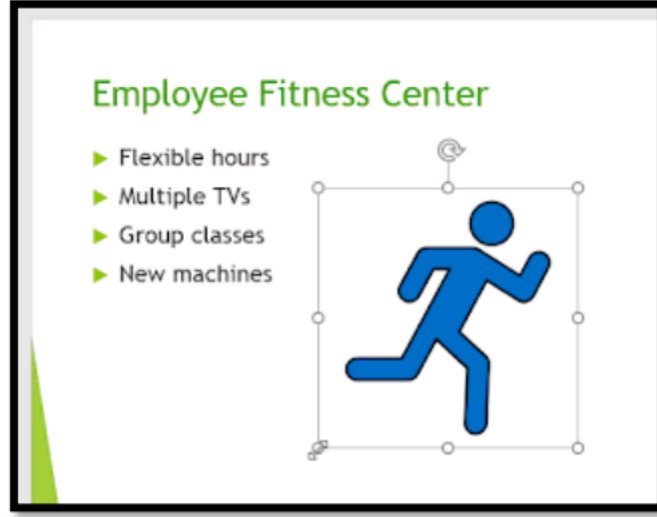 Employee Fitness Center
Flexible hours
Multiple TVs
Group classes
New machines